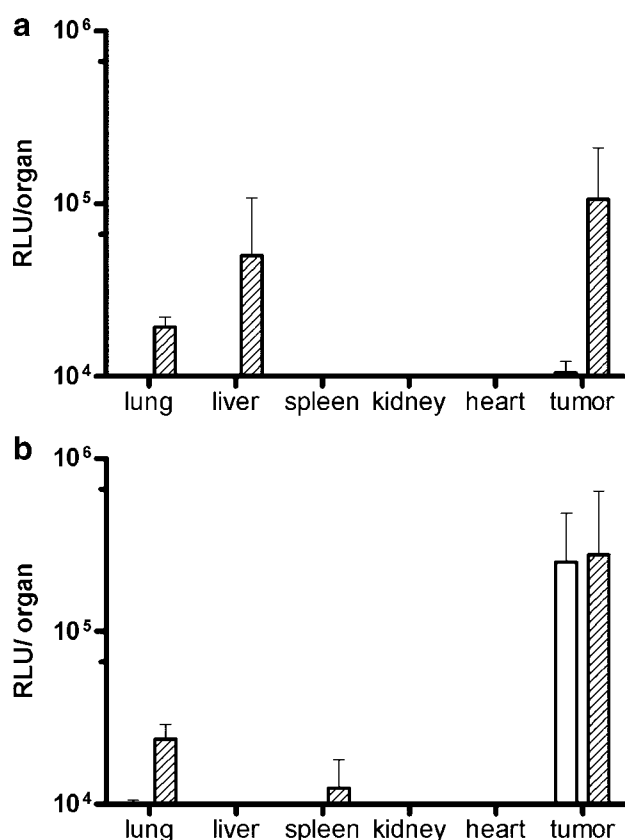 a
10⁶
RLU/organ
10⁵
10⁴
lung liver spleen kidney heart tumor
b
10⁶
RLU/ organ
10⁵
10⁴
lung liver spleen kidney heart tumor